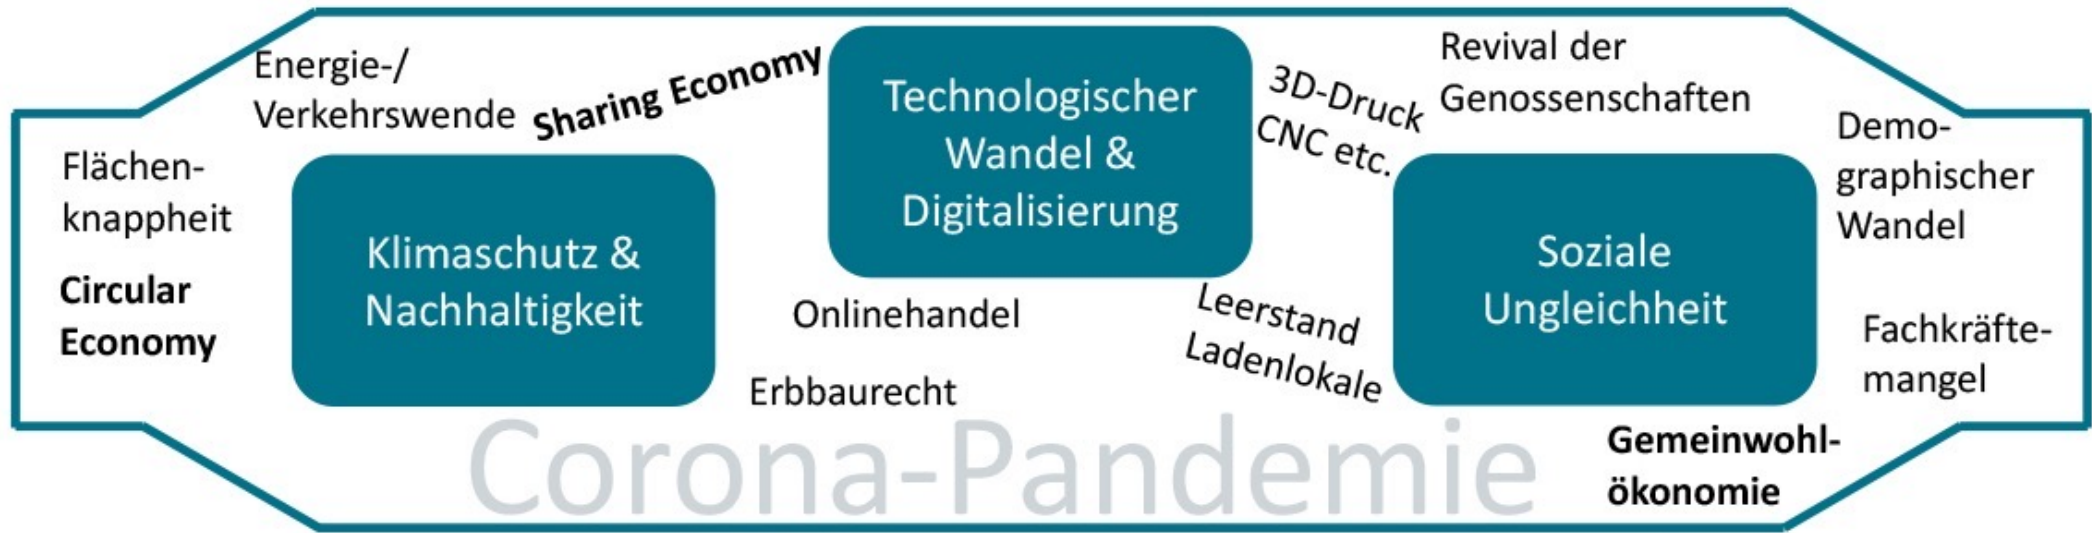 Energie-/
Verkehrswende
Sharing Economy
Technologischer
Wandel &
Digitalisierung
3D-Druck
CNC etc.
Revival der
Genossenschaften
Demo-
graphischer
Wandel
Flächen-
knappheit
Circular
Economy
Klimaschutz &
Nachhaltigkeit
Onlinehandel
Erbbaurecht
Leerstand
Ladenlokale
Soziale
Ungleichheit
Fachkräfte-
mangel
Gemeinwohl-
ökonomie
Corona-Pandemie